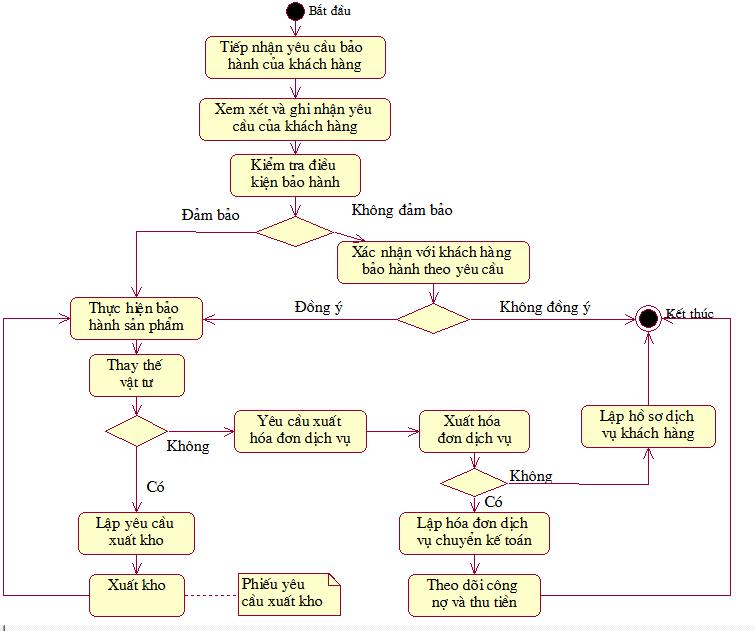 Bắt đầu
Tiếp nhận yêu cầu bảo
hành của khách hàng
Xem xét và ghi nhận yêu
cầu của khách hàng
Kiểm tra điều
kiện bảo hành
Đảm bảo
Không đảm bảo
Xác nhận với khách hàng
bảo hành theo yêu cầu
Thực hiện bảo
hành sản phẩm
Đồng ý
Không đồng ý
Kết thúc
Thay thế
vật tư
Không
Yêu cầu xuất
hóa đơn dịch vụ
Xuất hóa
đơn dịch vụ
Lập hồ sơ dịch
vụ khách hàng
Có
Không
Có
Lập yêu cầu
xuất kho
Lập hóa đơn dịch
vụ chuyển kế toán
Xuất kho
Phiếu yêu
cầu xuất kho
Theo dõi công
nợ và thu tiền